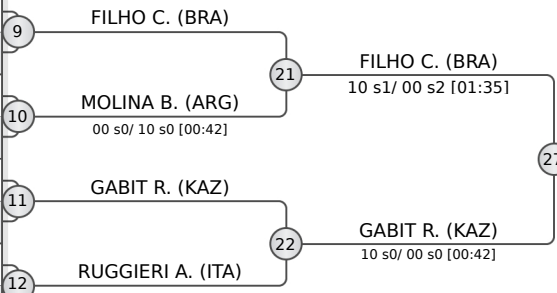 FILHO C. (BRA)
9
FILHO C. (BRA)
21
10 s1/ 00 s2 [01:35]
MOLINA B. (ARG)
10
00 s0/ 10 s0 [00:42]
27
GABIT R. (KAZ)
11
GABIT R. (KAZ)
22
10 s0/ 00 s0 [00:42]
RUGGIERI A. (ITA)
12